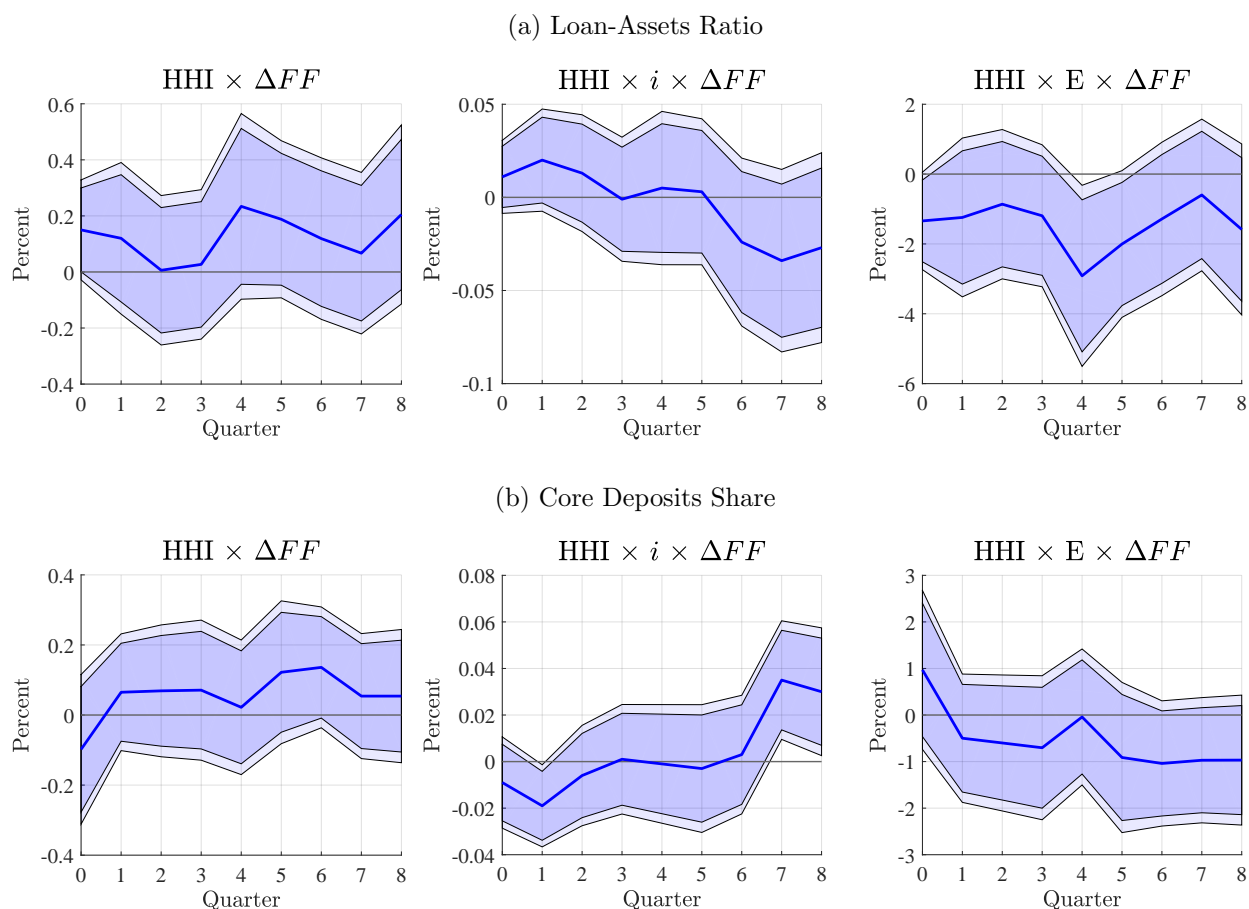 (a) Loan-Assets Ratio
HHI × ΔFF
HHI × i × ΔFF
HHI × E × ΔFF
Percent
0.6
0.4
0.2
0
-0.2
-0.4
0 1 2 3 4 5 6 7 8
Quarter
Percent
0.05
0
-0.05
-0.1
0 1 2 3 4 5 6 7 8
Quarter
Percent
2
0
-2
-4
-6
0 1 2 3 4 5 6 7 8
Quarter
(b) Core Deposits Share
HHI × ΔFF
HHI × i × ΔFF
HHI × E × ΔFF
Percent
0.4
0.2
0
-0.2
-0.4
0 1 2 3 4 5 6 7 8
Quarter
Percent
0.08
0.06
0.04
0.02
0
-0.02
-0.04
0 1 2 3 4 5 6 7 8
Quarter
Percent
3
2
1
0
-1
-2
-3
0 1 2 3 4 5 6 7 8
Quarter